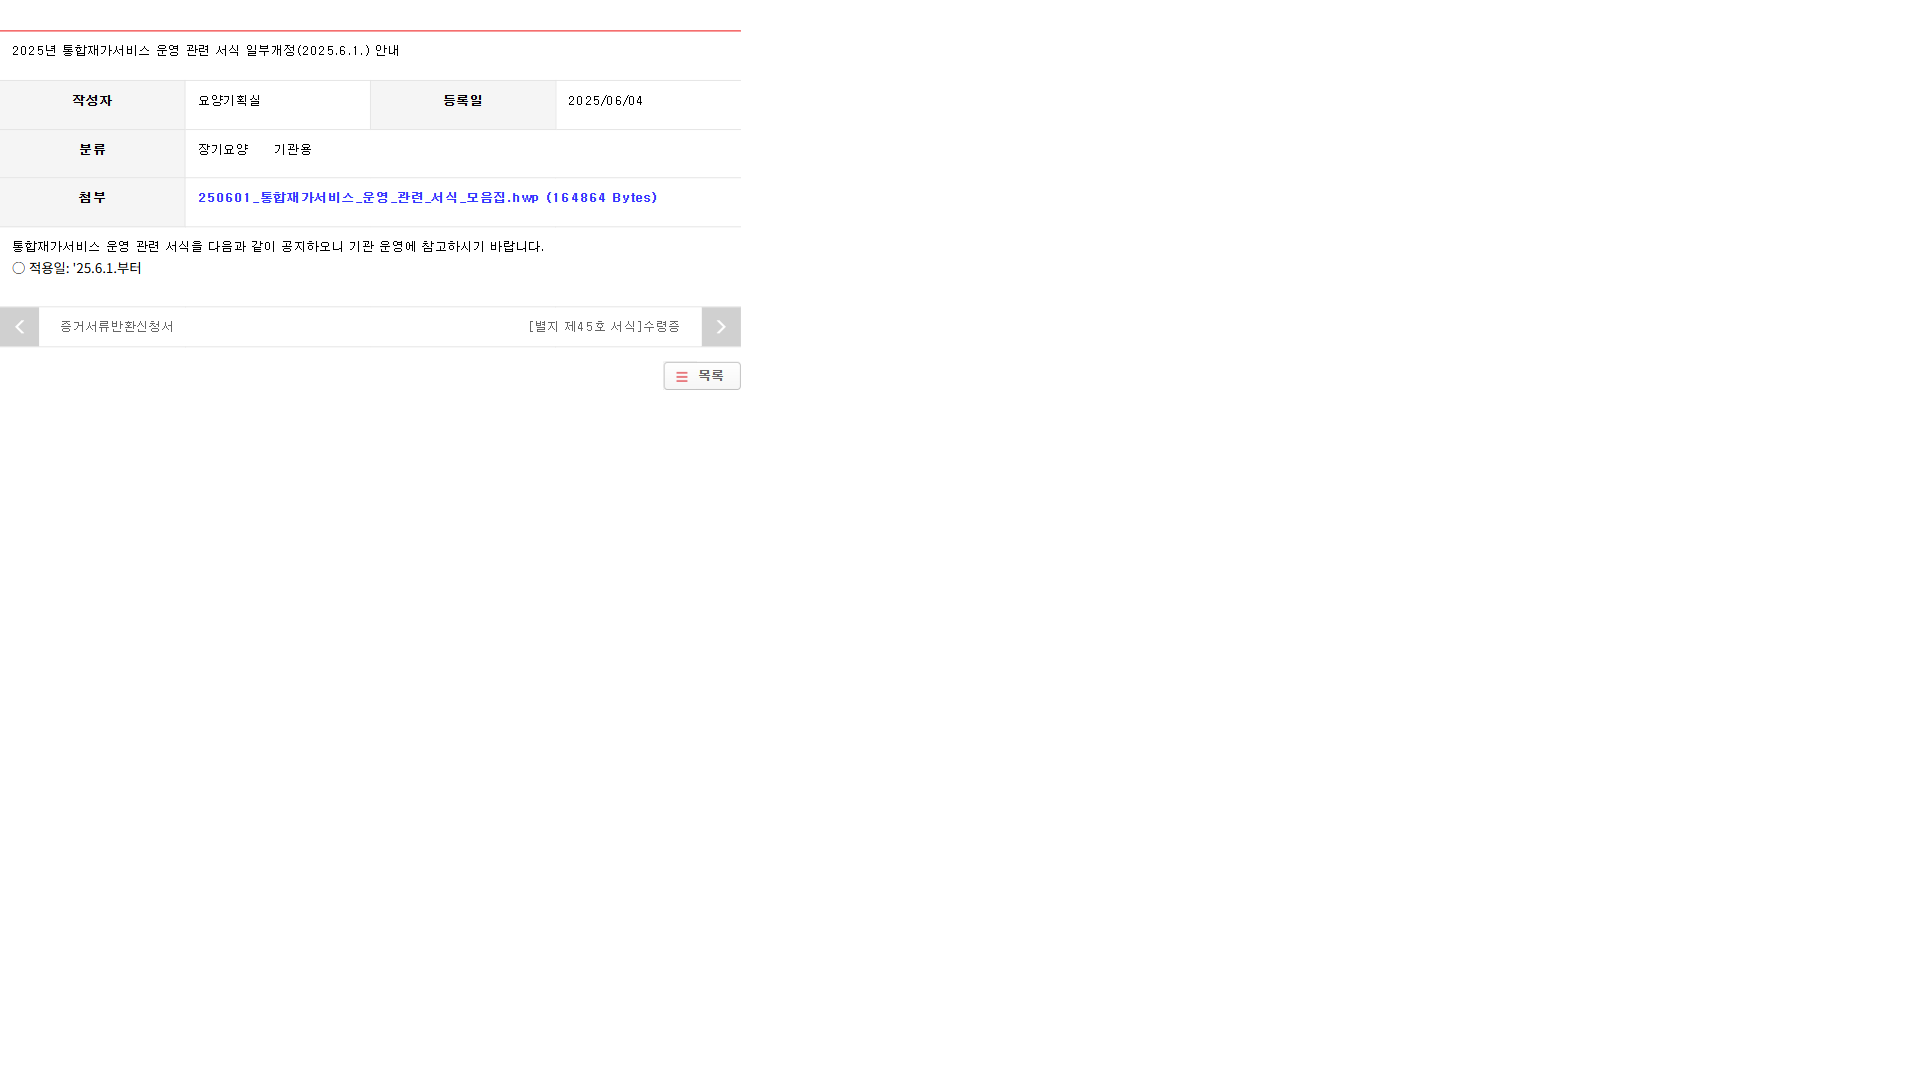 2025년 통합재가서비스 운영 관련 서식 일부개정(2025.6.1.) 안내
작성자 요양기획실 등록일 2025/06/04
분류 장기요양 기관용
첨부 250601_통합재가서비스_운영_관련_서식_모음집.hwp (164864 Bytes)
통합재가서비스 운영 관련 서식을 다음과 같이 공지하오니 기관 운영에 참고하시기 바랍니다.
○ 적용일: '25.6.1.부터
증거서류반환신청서 [별지 제45호 서식]수령증
목록